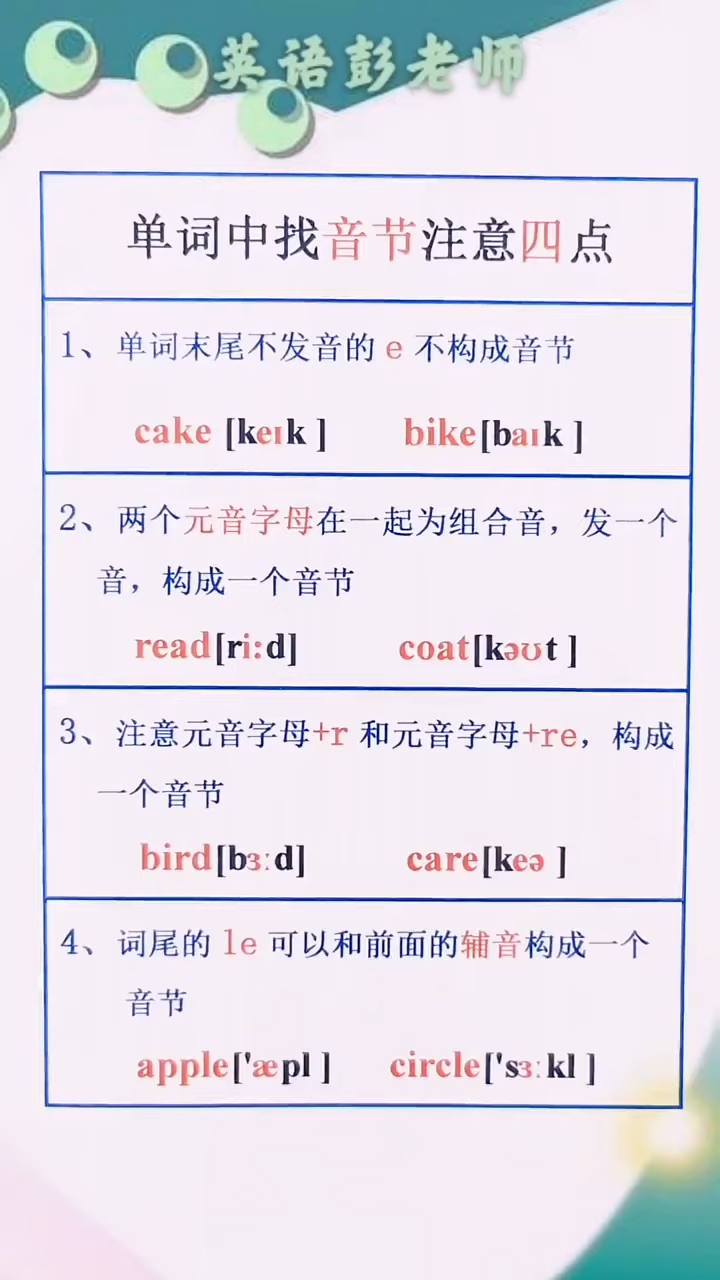 英语彭老师
单词中找音节注意四点
1、单词末尾不发音的 e 不构成音节
cake [keɪk ] bike[baɪk ]
2、两个元音字母在一起为组合音，发一个
音，构成一个音节
read[ri:d] coat[kəʊt ]
3、注意元音字母+r 和元音字母+re，构成
一个音节
bird[bɜːd] care[keə ]
4、词尾的 le 可以和前面的辅音构成一个
音节
apple['æpl ] circle['sɜːkl ]